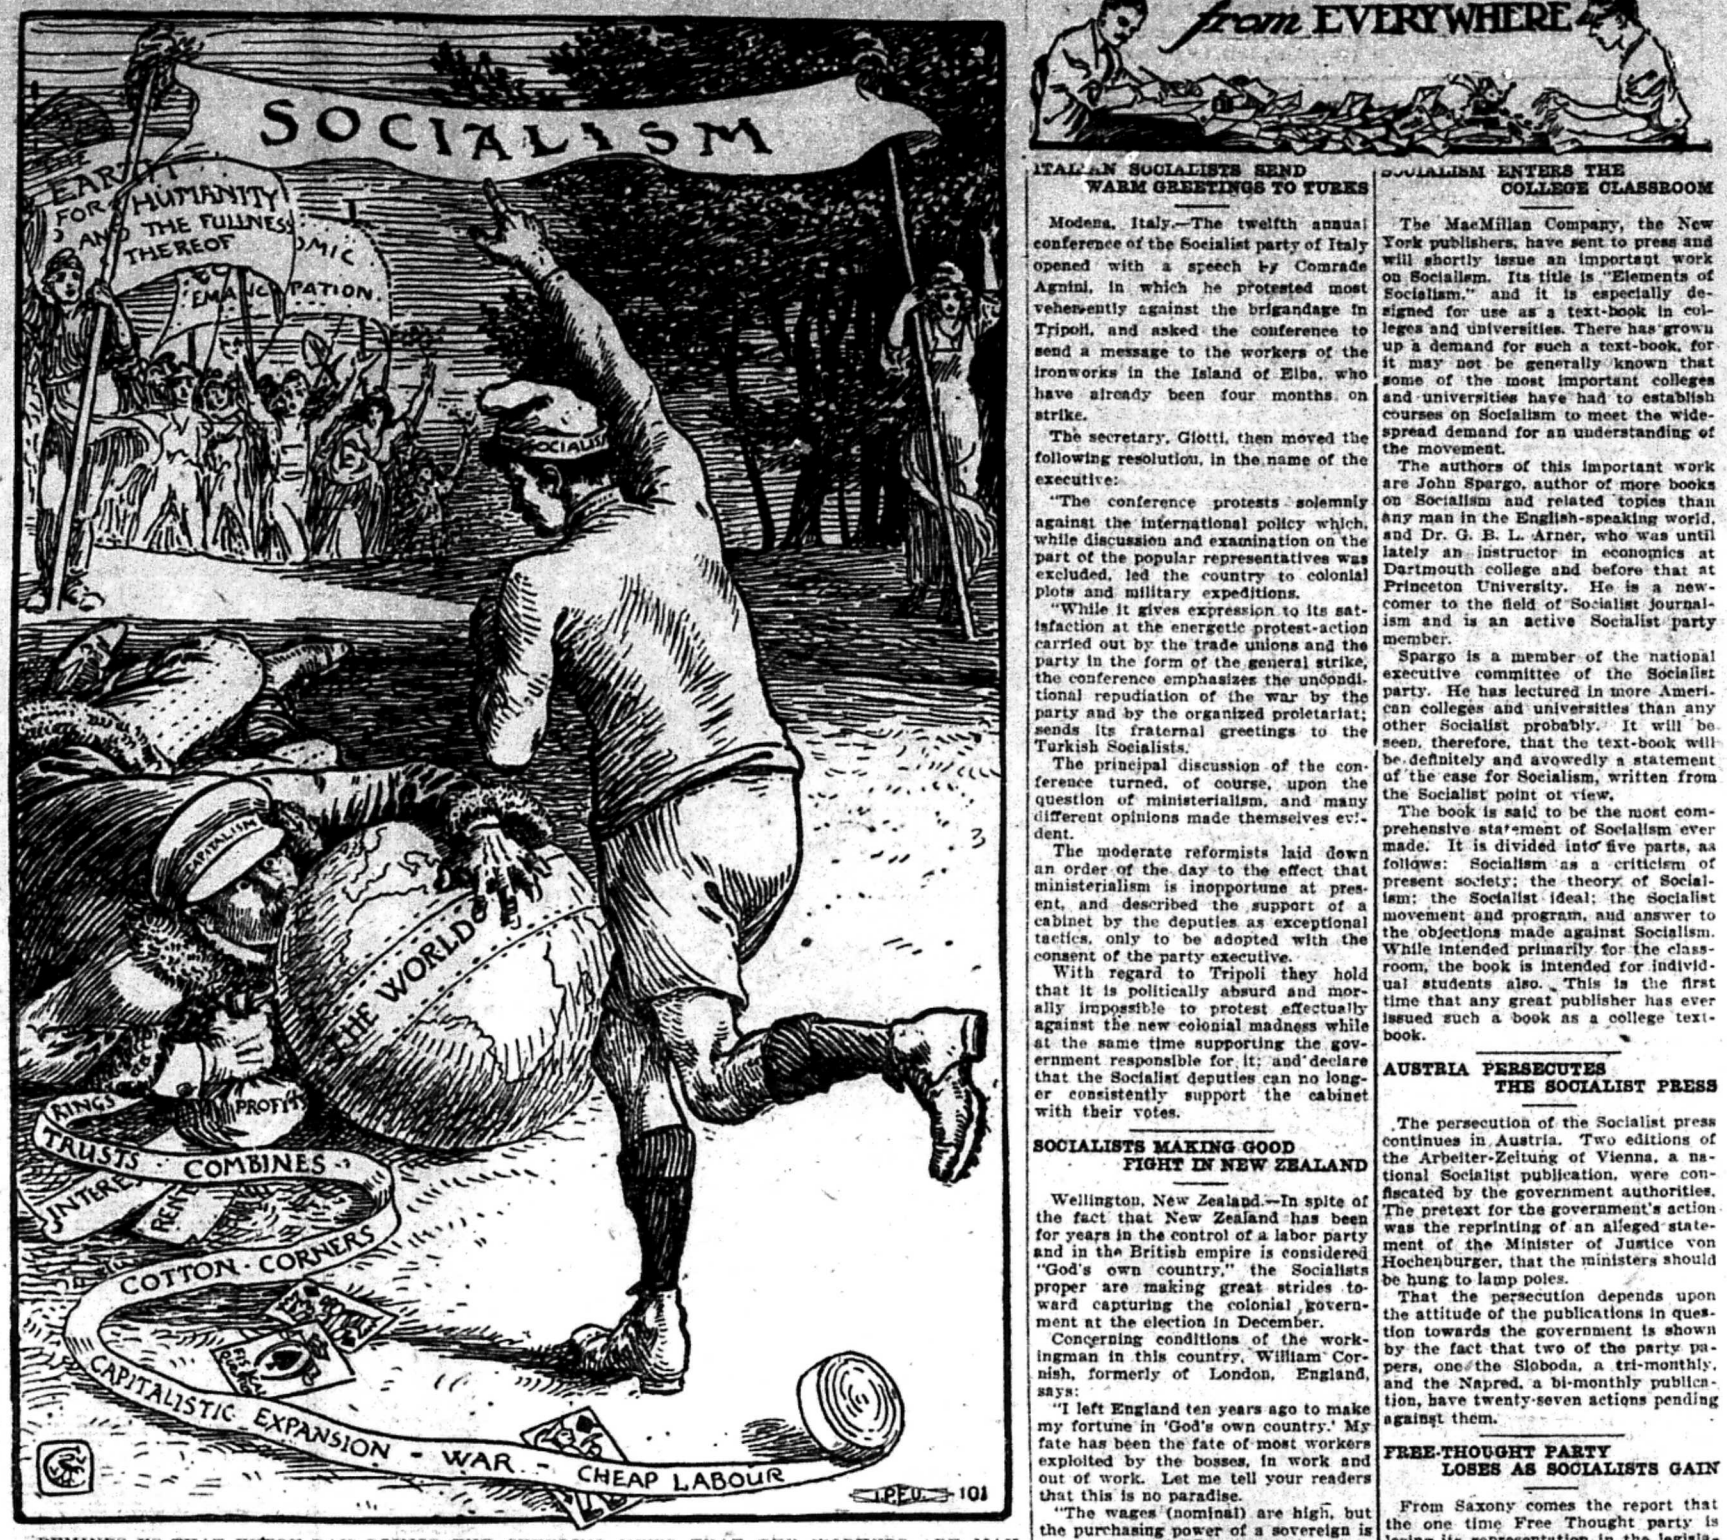 SOCIALISM
THE
EARTH
FOR
HUMANITY
AND THE FULLNESS
THEREOF
OMIC
EMANCIPATION.
SOCIALISM
CAPITALISM
THE WORLD
RINGS
PROFIT
TRUSTS - COMBINES -
INTEREST
RENT
COTTON - CORNERS
CAPITALISTIC EXPANSION - WAR - CHEAP LABOUR
I.P.E.U. 101
from EVERYWHERE
ITALIAN SOCIALISTS SEND
WARM GREETINGS TO TURKS
Modena, Italy.—The twelfth annual
conference of the Socialist party of Italy
opened with a speech by Comrade
Agnini, in which he protested most
vehemently against the brigandage in
Tripoli, and asked the conference to
send a message to the workers of the
ironworks in the Island of Elba, who
have already been four months on
strike.
The secretary, Giotti, then moved the
following resolution, in the name of the
executive:
"The conference protests solemnly
against the international policy which,
while discussion and examination on the
part of the popular representatives was
excluded, led the country to colonial
plots and military expeditions.
"While it gives expression to its sat-
isfaction at the energetic protest-action
carried out by the trade unions and the
party in the form of the general strike,
the conference emphasizes the uncondi-
tional repudiation of the war by the
party and by the organized proletariat;
sends its fraternal greetings to the
Turkish Socialists.
The principal discussion of the con-
ference turned, of course, upon the
question of ministerialism, and many
different opinions made themselves evi-
dent.
The moderate reformists laid down
an order of the day to the effect that
ministerialism is inopportune at pres-
ent, and described the support of a
cabinet by the deputies as exceptional
tactics, only to be adopted with the
consent of the party executive.
With regard to Tripoli they hold
that it is politically absurd and mor-
ally impossible to protest effectually
against the new colonial madness while
at the same time supporting the gov-
ernment responsible for it; and declare
that the Socialist deputies can no long-
er consistently support the cabinet
with their votes.
SOCIALISTS MAKING GOOD
FIGHT IN NEW ZEALAND
Wellington, New Zealand.—In spite of
the fact that New Zealand has been
for years in the control of a labor party
and in the British empire is considered
"God's own country," the Socialists
proper are making great strides to-
ward capturing the colonial govern-
ment at the election in December.
Concerning conditions of the work-
ingman in this country, William Cor-
nish, formerly of London, England,
says:
"I left England ten years ago to make
my fortune in 'God's own country.' My
fate has been the fate of most workers
exploited by the bosses, in work and
out of work. Let me tell your readers
that this is no paradise.
"The wages (nominal) are high, but
the purchasing power of a sovereign is
SOCIALISM ENTERS THE
COLLEGE CLASSROOM
The MacMillan Company, the New
York publishers, have sent to press and
will shortly issue an important work
on Socialism. Its title is "Elements of
Socialism," and it is especially de-
signed for use as a text-book in col-
leges and universities. There has grown
up a demand for such a text-book, for
it may not be generally known that
some of the most important colleges
and universities have had to establish
courses on Socialism to meet the wide-
spread demand for an understanding of
the movement.
The authors of this important work
are John Spargo, author of more books
on Socialism and related topics than
any man in the English-speaking world,
and Dr. G. B. L. Arner, who was until
lately an instructor in economics at
Dartmouth college and before that at
Princeton University. He is a new-
comer to the field of Socialist journal-
ism and is an active Socialist party
member.
Spargo is a member of the national
executive committee of the Socialist
party. He has lectured in more Ameri-
can colleges and universities than any
other Socialist probably. It will be
seen, therefore, that the text-book will
be definitely and avowedly a statement
of the case for Socialism, written from
the Socialist point of view.
The book is said to be the most com-
prehensive statement of Socialism ever
made. It is divided into five parts, as
follows: Socialism as a criticism of
present society; the theory of Social-
ism; the Socialist ideal; the Socialist
movement and program, and answer to
the objections made against Socialism.
While intended primarily for the class-
room, the book is intended for individ-
ual students also. This is the first
time that any great publisher has ever
issued such a book as a college text-
book.
AUSTRIA PERSECUTES
THE SOCIALIST PRESS
The persecution of the Socialist press
continues in Austria. Two editions of
the Arbeiter-Zeitung of Vienna, a na-
tional Socialist publication, were con-
fiscated by the government authorities.
The pretext for the government's action
was the reprinting of an alleged state-
ment of the Minister of Justice von
Hochenburger, that the ministers should
be hung to lamp poles.
That the persecution depends upon
the attitude of the publications in ques-
tion towards the government is shown
by the fact that two of the party pa-
pers, one the Sloboda, a tri-monthly,
and the Napred, a bi-monthly publica-
tion, have twenty-seven actions pending
against them.
FREE-THOUGHT PARTY
LOSES AS SOCIALISTS GAIN
From Saxony comes the report that
the one time Free Thought party is
losing its representation in the